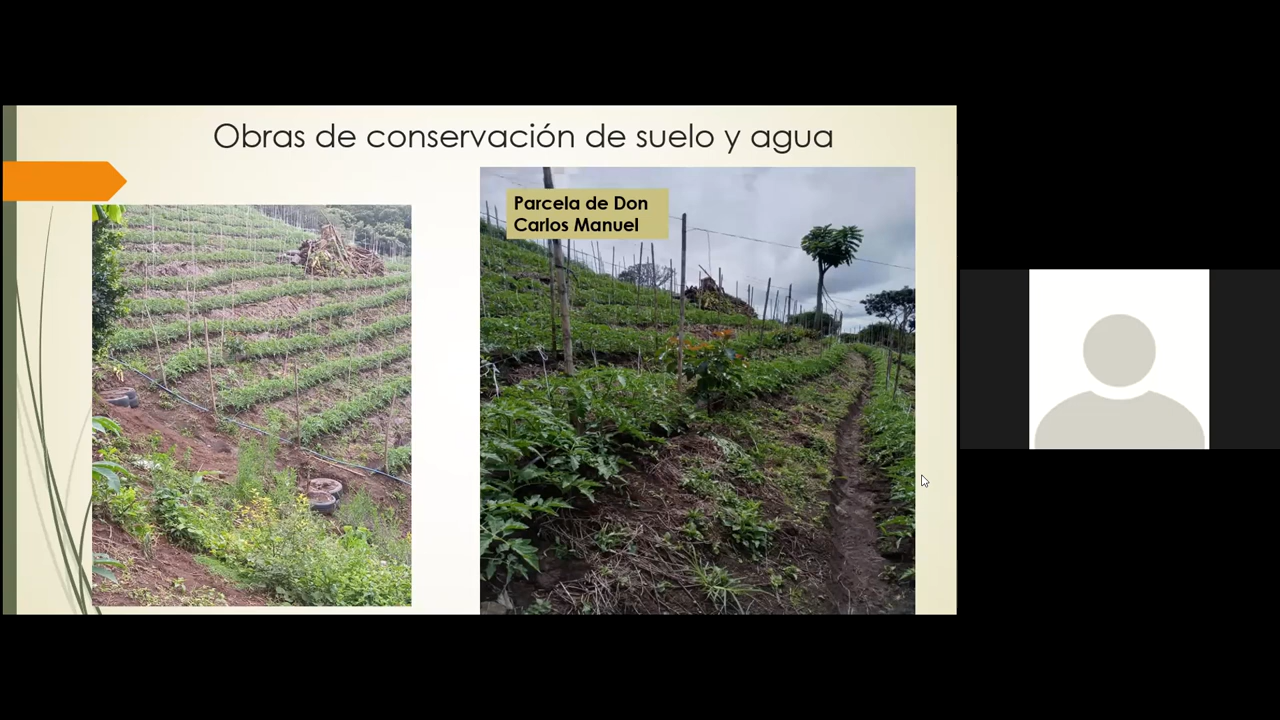 Obras de conservación de suelo y agua
Parcela de Don
Carlos Manuel